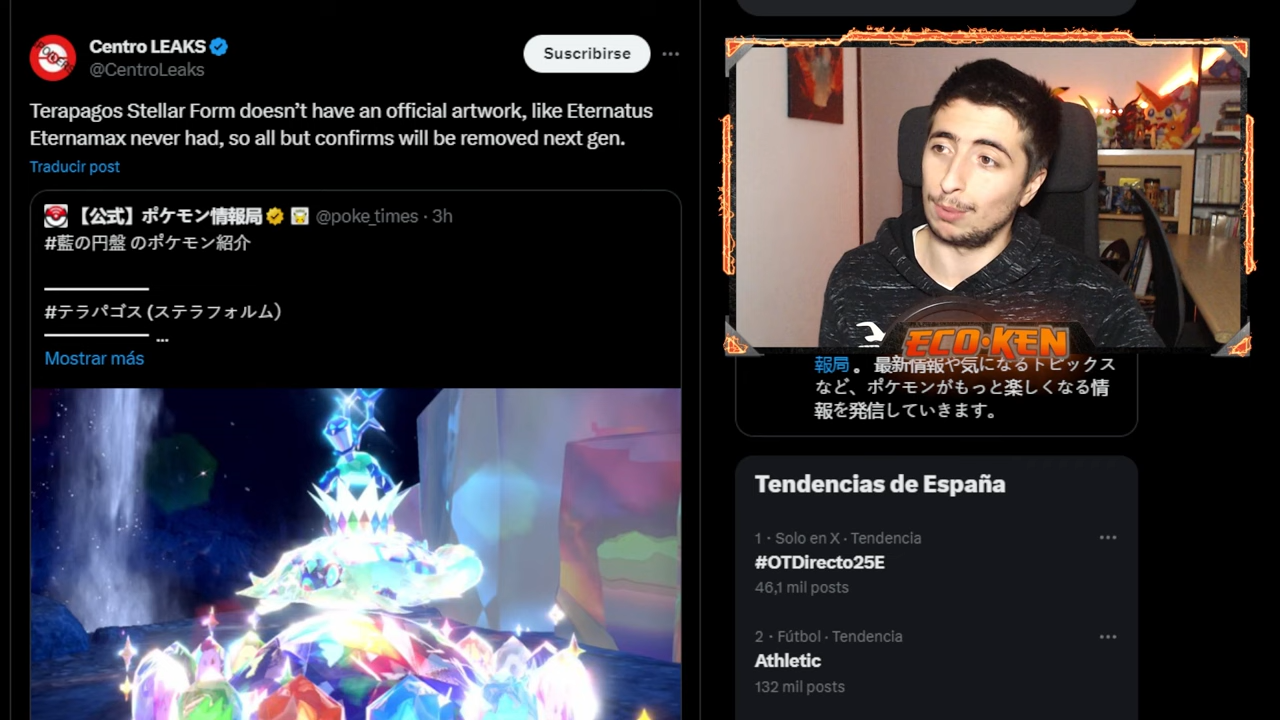 Centro LEAKS
@CentroLeaks
Suscribirse
Terapagos Stellar Form doesn’t have an official artwork, like Eternatus
Eternamax never had, so all but confirms will be removed next gen.
Traducir post
【公式】ポケモン情報局 @poke_times · 3h
#藍の円盤 のポケモン紹介
#テラパゴス (ステラフォルム)
...
Mostrar más
ECO·KEN
報局 。 最新情報や気になるトピックス
など、ポケモンがもっと楽しくなる情
報を発信していきます。
Tendencias de España
1 · Solo en X · Tendencia
#OTDirecto25E
46,1 mil posts
2 · Fútbol · Tendencia
Athletic
132 mil posts